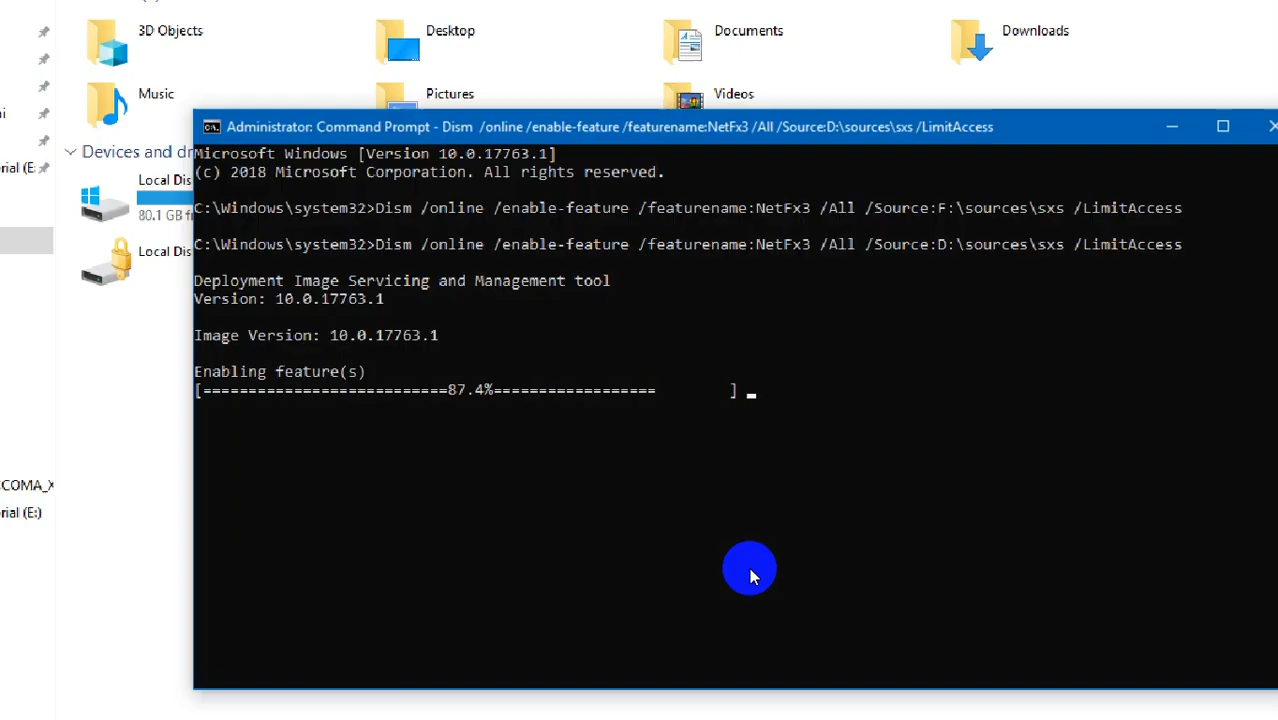 3D Objects
Desktop
Documents
Downloads
Music
Pictures
Videos
Administrator: Command Prompt - Dism /online /enable-feature /featurename:NetFx3 /All /Source:D:\sources\sxs /LimitAccess
Devices and dr
Microsoft Windows [Version 10.0.17763.1]
(c) 2018 Microsoft Corporation. All rights reserved.
rial (E:
Local Dis
80.1 GB fr
C:\Windows\system32>Dism /online /enable-feature /featurename:NetFx3 /All /Source:F:\sources\sxs /LimitAccess
C:\Windows\system32>Dism /online /enable-feature /featurename:NetFx3 /All /Source:D:\sources\sxs /LimitAccess
Local Dis
Deployment Image Servicing and Management tool
Version: 10.0.17763.1
Image Version: 10.0.17763.1
Enabling feature(s)
[===========================87.4%==================         ]
COMA_X
rial (E:)